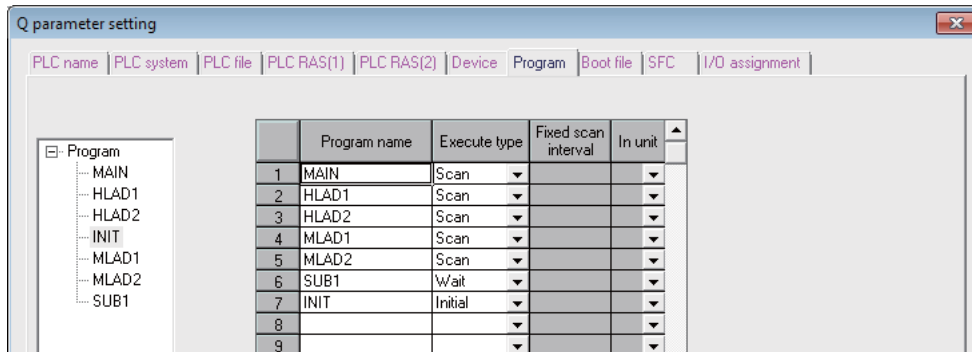 Q parameter setting
PLC name PLC system PLC file PLC RAS(1) PLC RAS(2) Device Program Boot file SFC I/O assignment
Program
MAIN
HLAD1
HLAD2
INIT
MLAD1
MLAD2
SUB1
Program name Execute type Fixed scan interval In unit
1 MAIN Scan
2 HLAD1 Scan
3 HLAD2 Scan
4 MLAD1 Scan
5 MLAD2 Scan
6 SUB1 Wait
7 INIT Initial
8
9